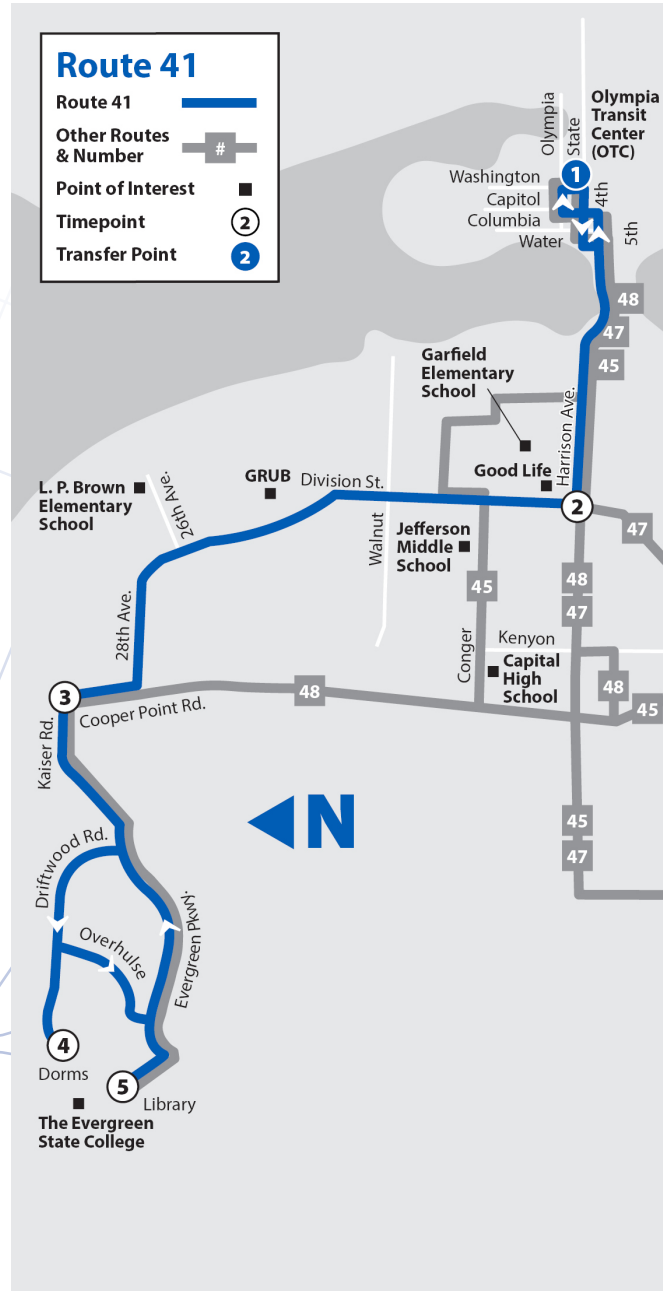 Route 41
Route 41
Other Routes
& Number
#
Point of Interest
Timepoint
2
Transfer Point
2
Olympia
Transit
Center
(OTC)
Olympia
State
1
Washington
Capitol
Columbia
Water
4th
5th
48
47
45
Garfield
Elementary
School
Harrison Ave.
Good Life
GRUB
Division St.
L. P. Brown
Elementary
School
26th Ave.
2
47
Walnut
Jefferson
Middle
School
45
48
47
28th Ave.
Conger
Kenyon
Capital
High
School
48
45
3
Cooper Point Rd.
48
Kaiser Rd.
N
45
47
Driftwood Rd.
Overhulse
Evergreen Pkwy.
4
Dorms
5
Library
The Evergreen
State College